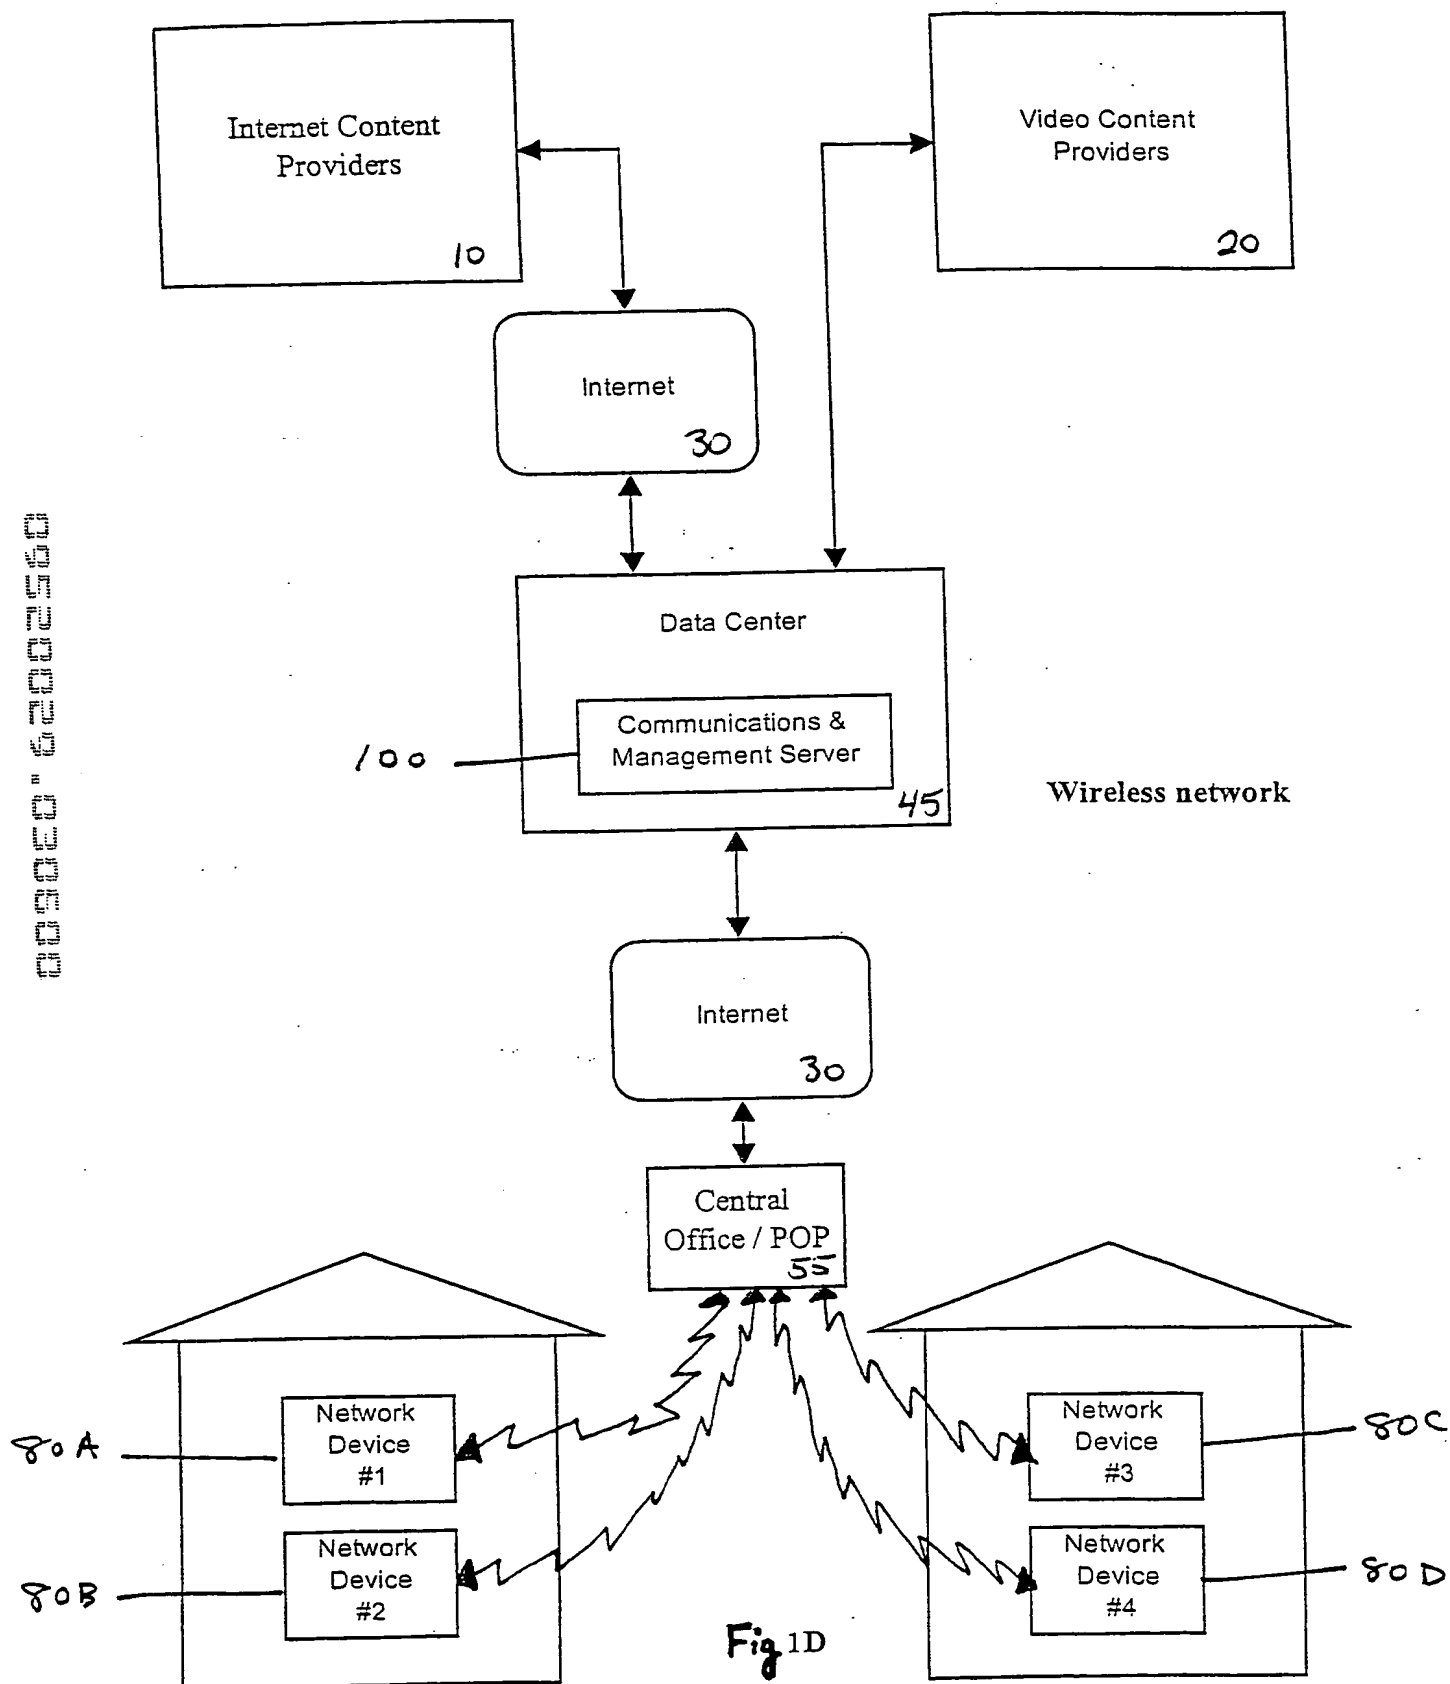 Internet Content
Providers
10
Video Content
Providers
20
Internet
30
Data Center
Communications &
Management Server
100
45
Wireless network
Internet
30
Central
Office / POP
55
Network
Device
#1
80A
Network
Device
#2
80B
Network
Device
#3
80C
Network
Device
#4
80D
Fig 1D
09520029.030500